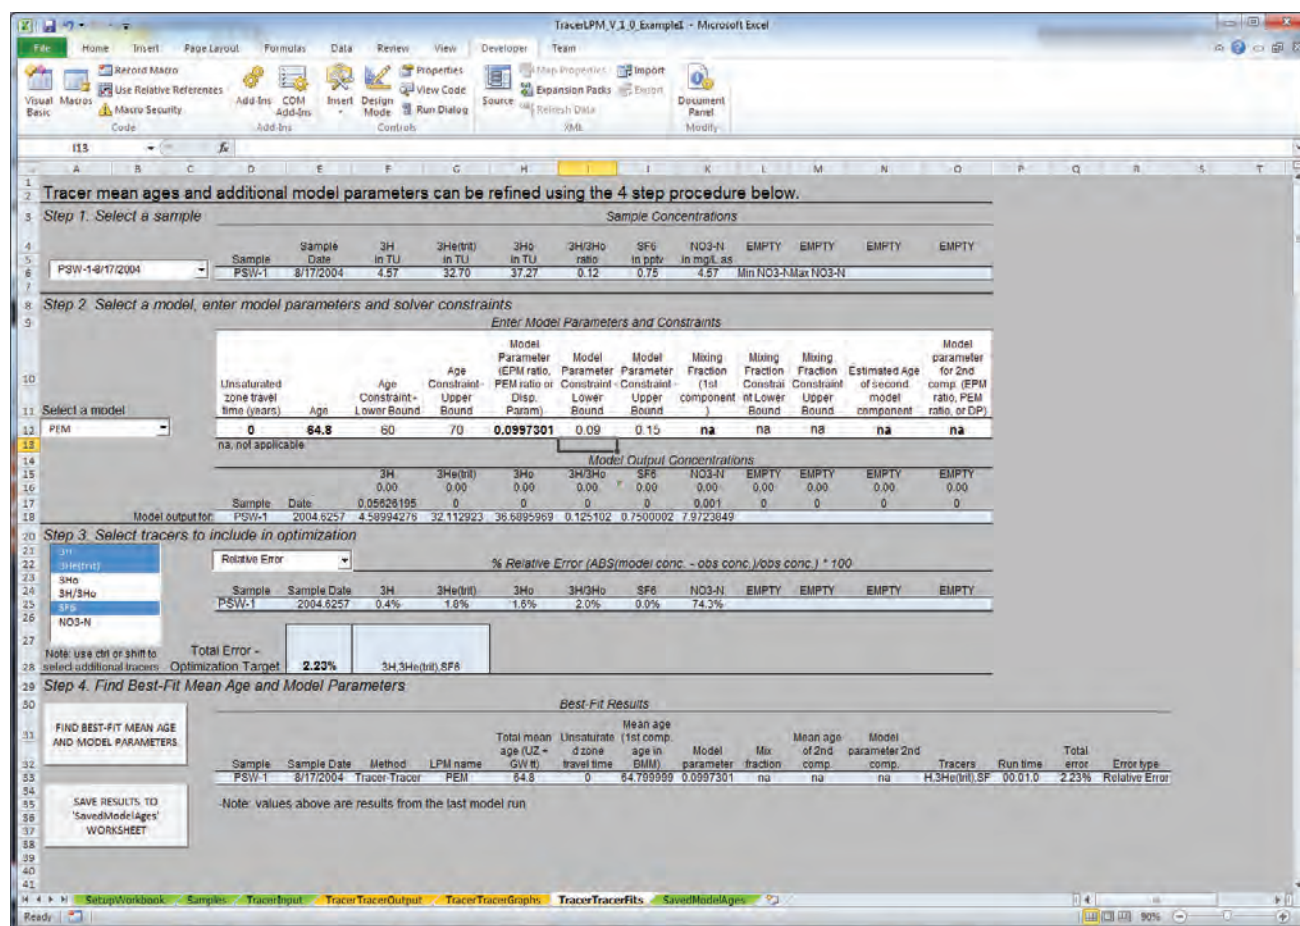 TracerLPM_V_1_0_Example1 - Microsoft Excel
File Home Insert Page Layout Formulas Data Review View Developer Team
Visual Basic Macros Record Macro Use Relative References Macro Security
Add-Ins COM Add-Ins Insert Design Mode Properties View Code Run Dialog
Source Map Properties Expansion Packs Refresh Data Import Export Document Panel
Code Add-Ins Controls XML Modify
I13 fx
A B C D E F G H I J K L M N O P Q R S T
Tracer mean ages and additional model parameters can be refined using the 4 step procedure below.
Step 1. Select a sample Sample Concentrations
Sample 3H 3He(trit) 3Ho 3H/3Ho SF6 NO3-N EMPTY EMPTY EMPTY EMPTY
Sample Date in TU in TU in TU ratio in pptv in mg/L as
PSW-1-8/17/2004 PSW-1 8/17/2004 4.57 32.70 37.27 0.12 0.75 4.57 Min NO3-N Max NO3-N
Step 2. Select a model, enter model parameters and solver constraints
Enter Model Parameters and Constraints
Unsaturated zone travel time (years)
Age
Age Constraint - Lower Bound
Age Constraint - Upper Bound
Model Parameter (EPM ratio, PEM ratio or Disp. Param)
Model Parameter Constraint - Lower Bound
Model Parameter Constraint - Upper Bound
Mixing Fraction (1st component)
Mixing Fraction Constraint Lower Bound
Mixing Fraction Constraint Upper Bound
Estimated Age of second model component
Model parameter for 2nd comp. (EPM ratio, PEM ratio, or DP)
Select a model
PEM 0 64.8 60 70 0.0997301 0.09 0.15 na na na na na
na, not applicable
Model Output Concentrations
3H 3He(trit) 3Ho 3H/3Ho SF6 NO3-N EMPTY EMPTY EMPTY EMPTY
0.00 0.00 0.00 0.00 0.00 0.00 0.00 0.00 0.00 0.00
Sample Date 0.05626195 0 0 0 0 0.001 0 0 0 0
Model output for: PSW-1 2004.6257 4.58994276 32.112923 36.6895969 0.125102 0.7500002 7.9723849
Step 3. Select tracers to include in optimization
3H
3He(trit)
3Ho
3H/3Ho
SF6
NO3-N
Relative Error % Relative Error (ABS(model conc. - obs conc.)/obs conc.) * 100
Sample Sample Date 3H 3He(trit) 3Ho 3H/3Ho SF6 NO3-N EMPTY EMPTY EMPTY EMPTY
PSW-1 2004.6257 0.4% 1.8% 1.6% 2.0% 0.0% 74.3%
Note: use ctrl or shift to select additional tracers
Total Error - Optimization Target 2.23% 3H,3He(trit),SF6
Step 4. Find Best-Fit Mean Age and Model Parameters
Best-Fit Results
FIND BEST-FIT MEAN AGE AND MODEL PARAMETERS
Sample
Sample Date
Method
LPM name
Total mean age (UZ + GW tt)
Unsaturate d zone travel time
Mean age (1st comp. age in BMM)
Model parameter
Mix fraction
Mean age of 2nd comp.
Model parameter 2nd comp.
Tracers
Run time
Total error
Error type
PSW-1 8/17/2004 Tracer-Tracer PEM 64.8 0 64.799999 0.0997301 na na na H,3He(trit),SF 00.01.0 2.23% Relative Error
SAVE RESULTS TO 'SavedModelAges' WORKSHEET
-Note: values above are results from the last model run
SetupWorkbook Samples TracerInput TracerTracerOutput TracerTracerGraphs TracerTracerFits SavedModelAges
Ready 90%